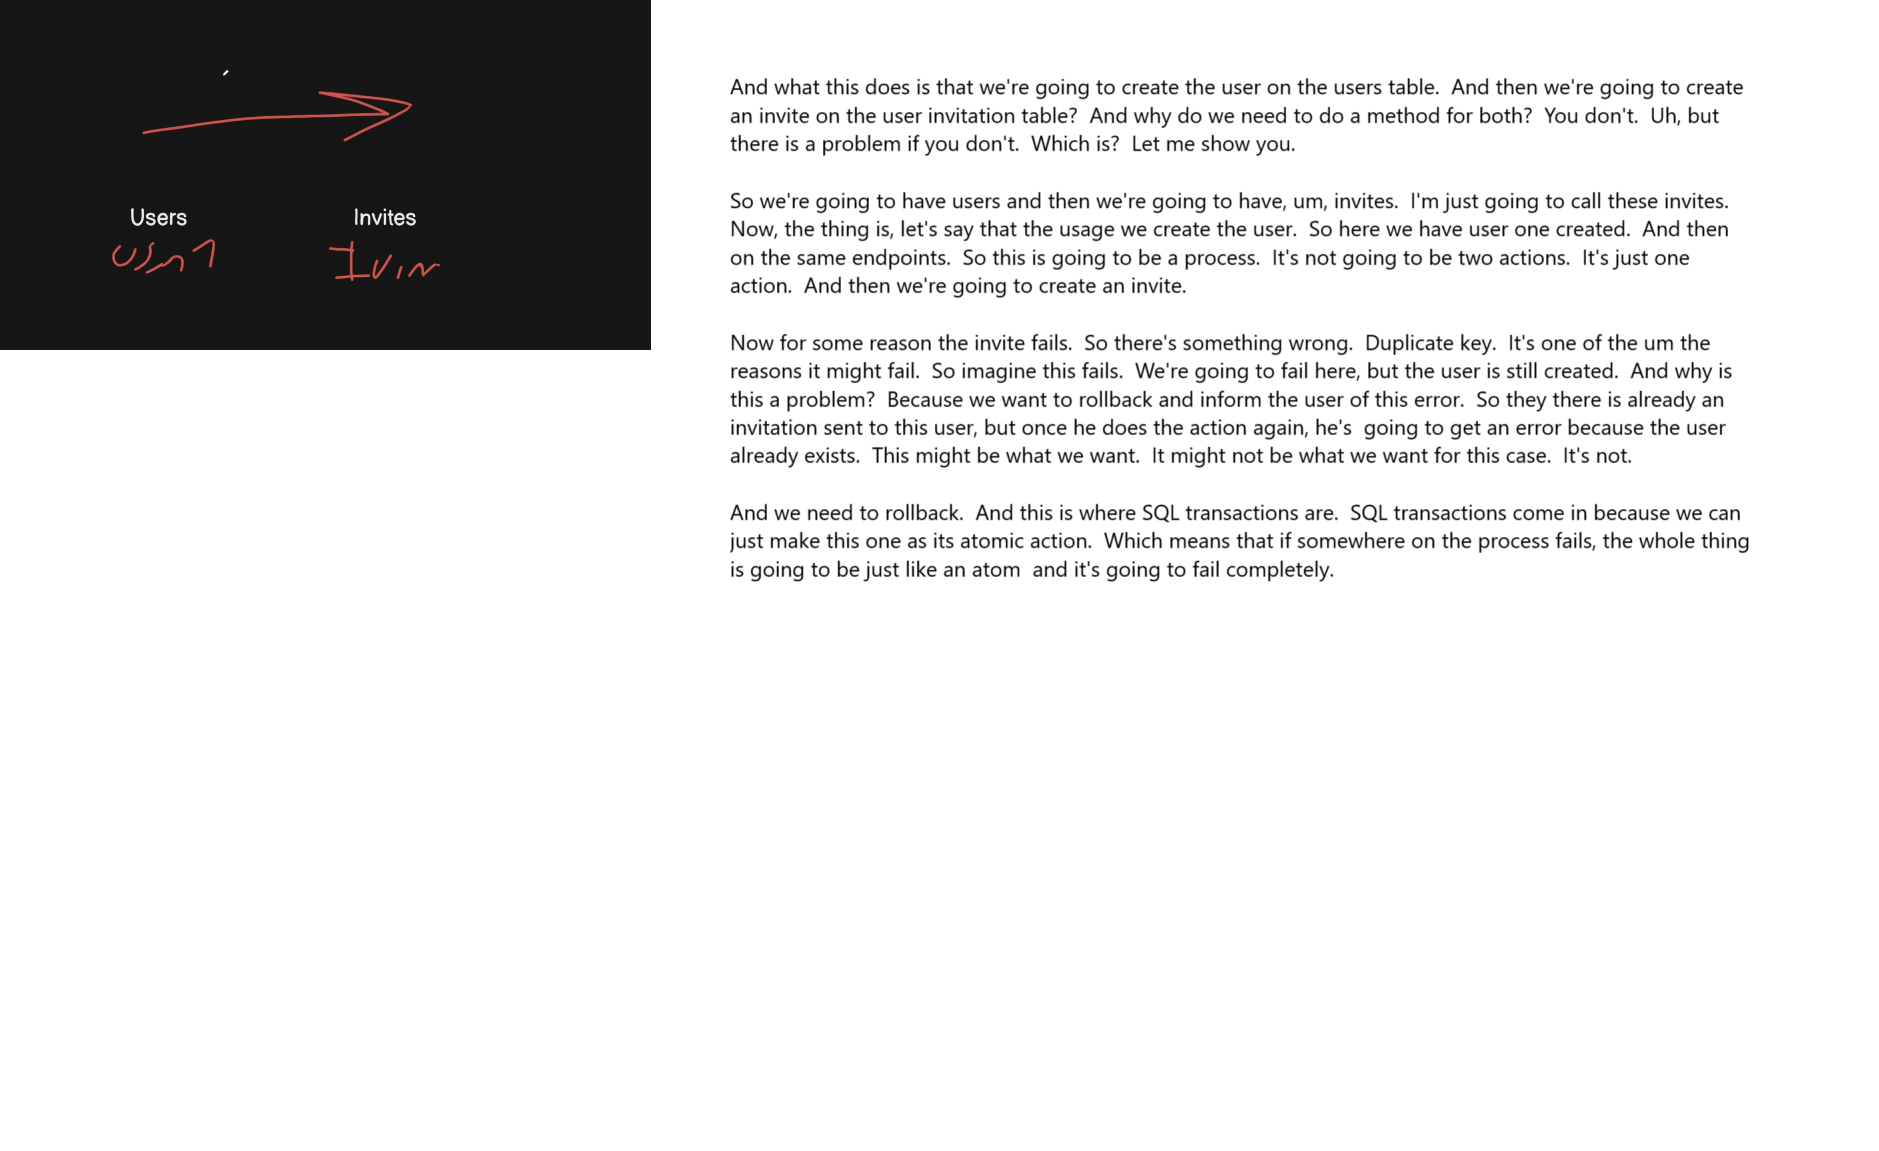 Users
Invites
And what this does is that we're going to create the user on the users table.  And then we're going to create
an invite on the user invitation table?  And why do we need to do a method for both?  You don't.  Uh, but
there is a problem if you don't.  Which is?  Let me show you.
So we're going to have users and then we're going to have, um, invites.  I'm just going to call these invites.
Now, the thing is, let's say that the usage we create the user.  So here we have user one created.  And then
on the same endpoints.  So this is going to be a process.  It's not going to be two actions.  It's just one
action.  And then we're going to create an invite.
Now for some reason the invite fails.  So there's something wrong.  Duplicate key.  It's one of the um the
reasons it might fail.  So imagine this fails.  We're going to fail here, but the user is still created.  And why is
this a problem?  Because we want to rollback and inform the user of this error.  So they there is already an
invitation sent to this user, but once he does the action again, he's  going to get an error because the user
already exists.  This might be what we want.  It might not be what we want for this case.  It's not.
And we need to rollback.  And this is where SQL transactions are.  SQL transactions come in because we can
just make this one as its atomic action.  Which means that if somewhere on the process fails, the whole thing
is going to be just like an atom  and it's going to fail completely.